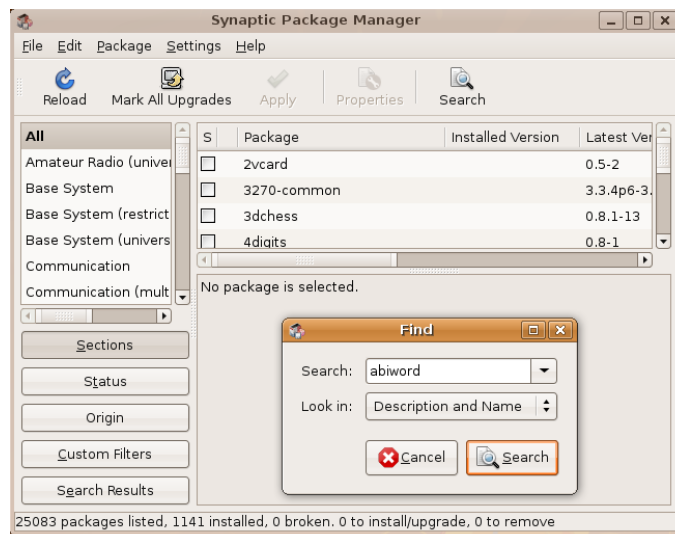 Synaptic Package Manager
File Edit Package Settings Help
Reload Mark All Upgrades Apply Properties Search
All
Amateur Radio (univer
Base System
Base System (restrict
Base System (univers
Communication
Communication (mult
S Package Installed Version Latest Ver
2vcard 0.5-2
3270-common 3.3.4p6-3.
3dchess 0.8.1-13
4digits 0.8-1
No package is selected.
Sections
Status
Origin
Custom Filters
Search Results
Find
Search: abiword
Look in: Description and Name
Cancel Search
25083 packages listed, 1141 installed, 0 broken. 0 to install/upgrade, 0 to remove